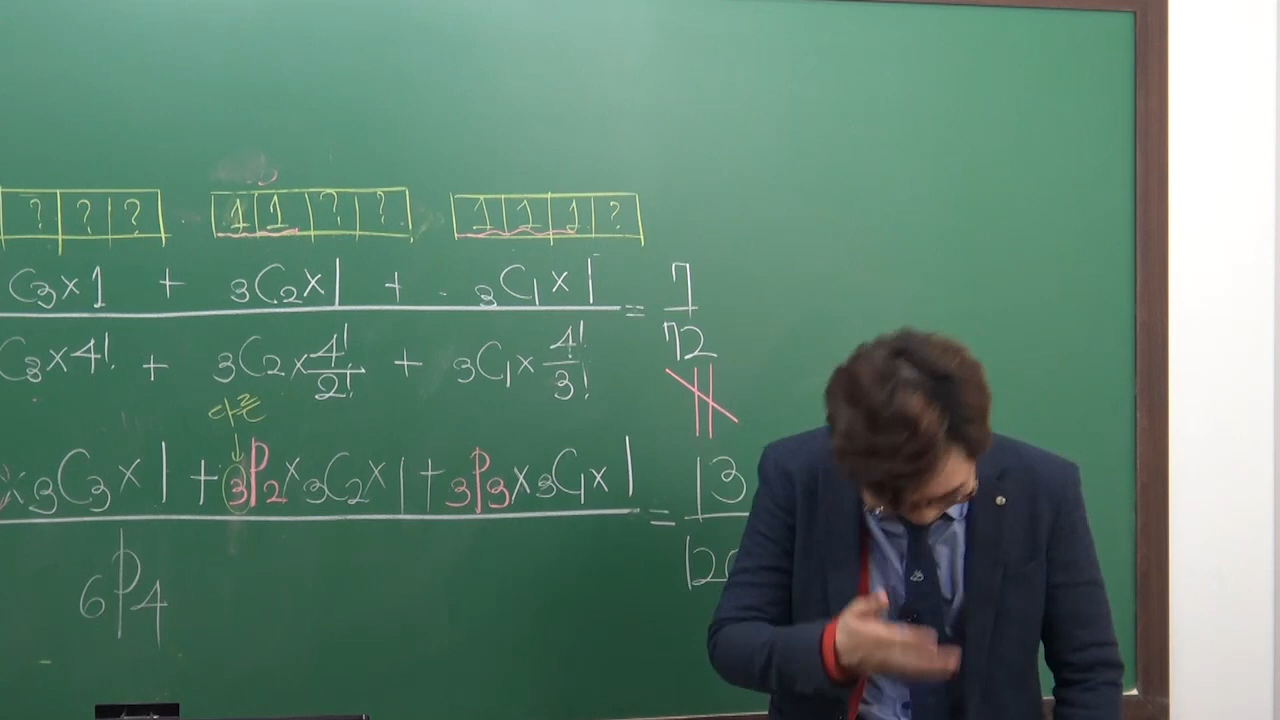 ? ? ? 1 1 ? ? 1 1 1 ?
C₃×1 + ₃C₂×1 + ₃C₁×1 = 7/72
C₃×4! + ₃C₂×4!/2! + ₃C₁×4!/3!
다른
×₃C₃×1 + ₃P₂×₃C₂×1 + ₃P₃×₃C₁×1 = 13/120
₆P₄